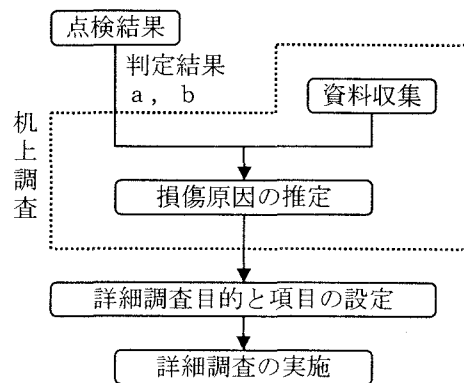 点検結果
判定結果
a, b
資料収集
机上調査
損傷原因の推定
詳細調査目的と項目の設定
詳細調査の実施